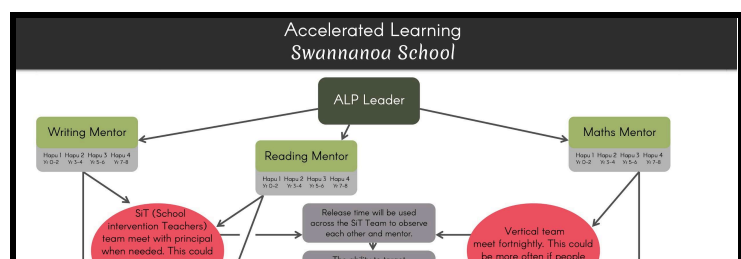 Accelerated Learning
Swannanoa School
ALP Leader
Writing Mentor
Hapu 1 Hapu 2 Hapu 3 Hapu 4
Yr 0-2 Yr 3-4 Yr 5-6 Yr 7-8
Reading Mentor
Hapu 1 Hapu 2 Hapu 3 Hapu 4
Yr 0-2 Yr 3-4 Yr 5-6 Yr 7-8
Maths Mentor
Hapu 1 Hapu 2 Hapu 3 Hapu 4
Yr 0-2 Yr 3-4 Yr 5-6 Yr 7-8
SiT (School
intervention Teachers)
team meet with principal
when needed. This could
Release time will be used
across the SiT Team to observe
each other and mentor.
Vertical team
meet fortnightly. This could
be more often if people